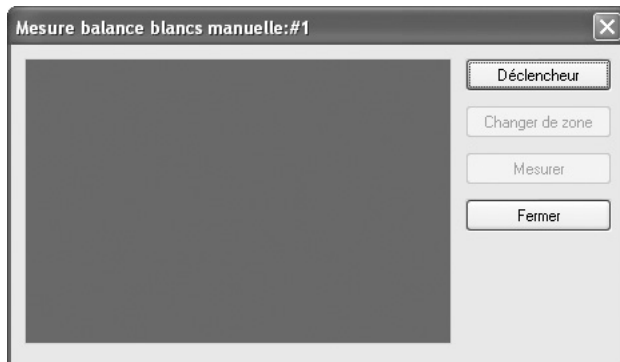 Mesure balance blancs manuelle:#1
Déclencheur
Changer de zone
Mesurer
Fermer